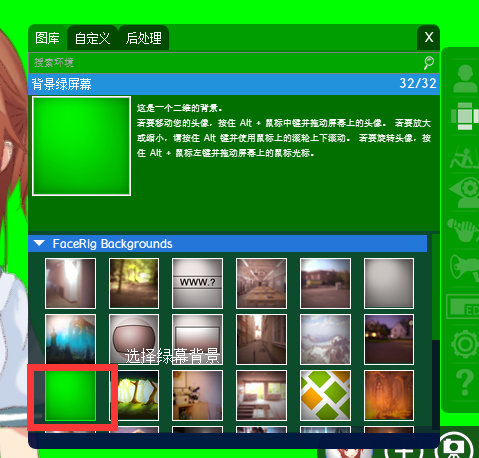 图库 自定义 后处理 X
搜索环境
背景绿屏幕 32/32
这是一个二维的背景。
若要移动您的头像，按住 Alt + 鼠标中键并拖动屏幕上的头像。 若要放大
或缩小，请按住 Alt 键并使用鼠标上的滚轮上下滚动。 若要旋转头像，按
住 Alt + 鼠标左键并拖动屏幕上的鼠标光标。
FaceRig Backgrounds
WWW.?
选择绿幕背景
EC
?